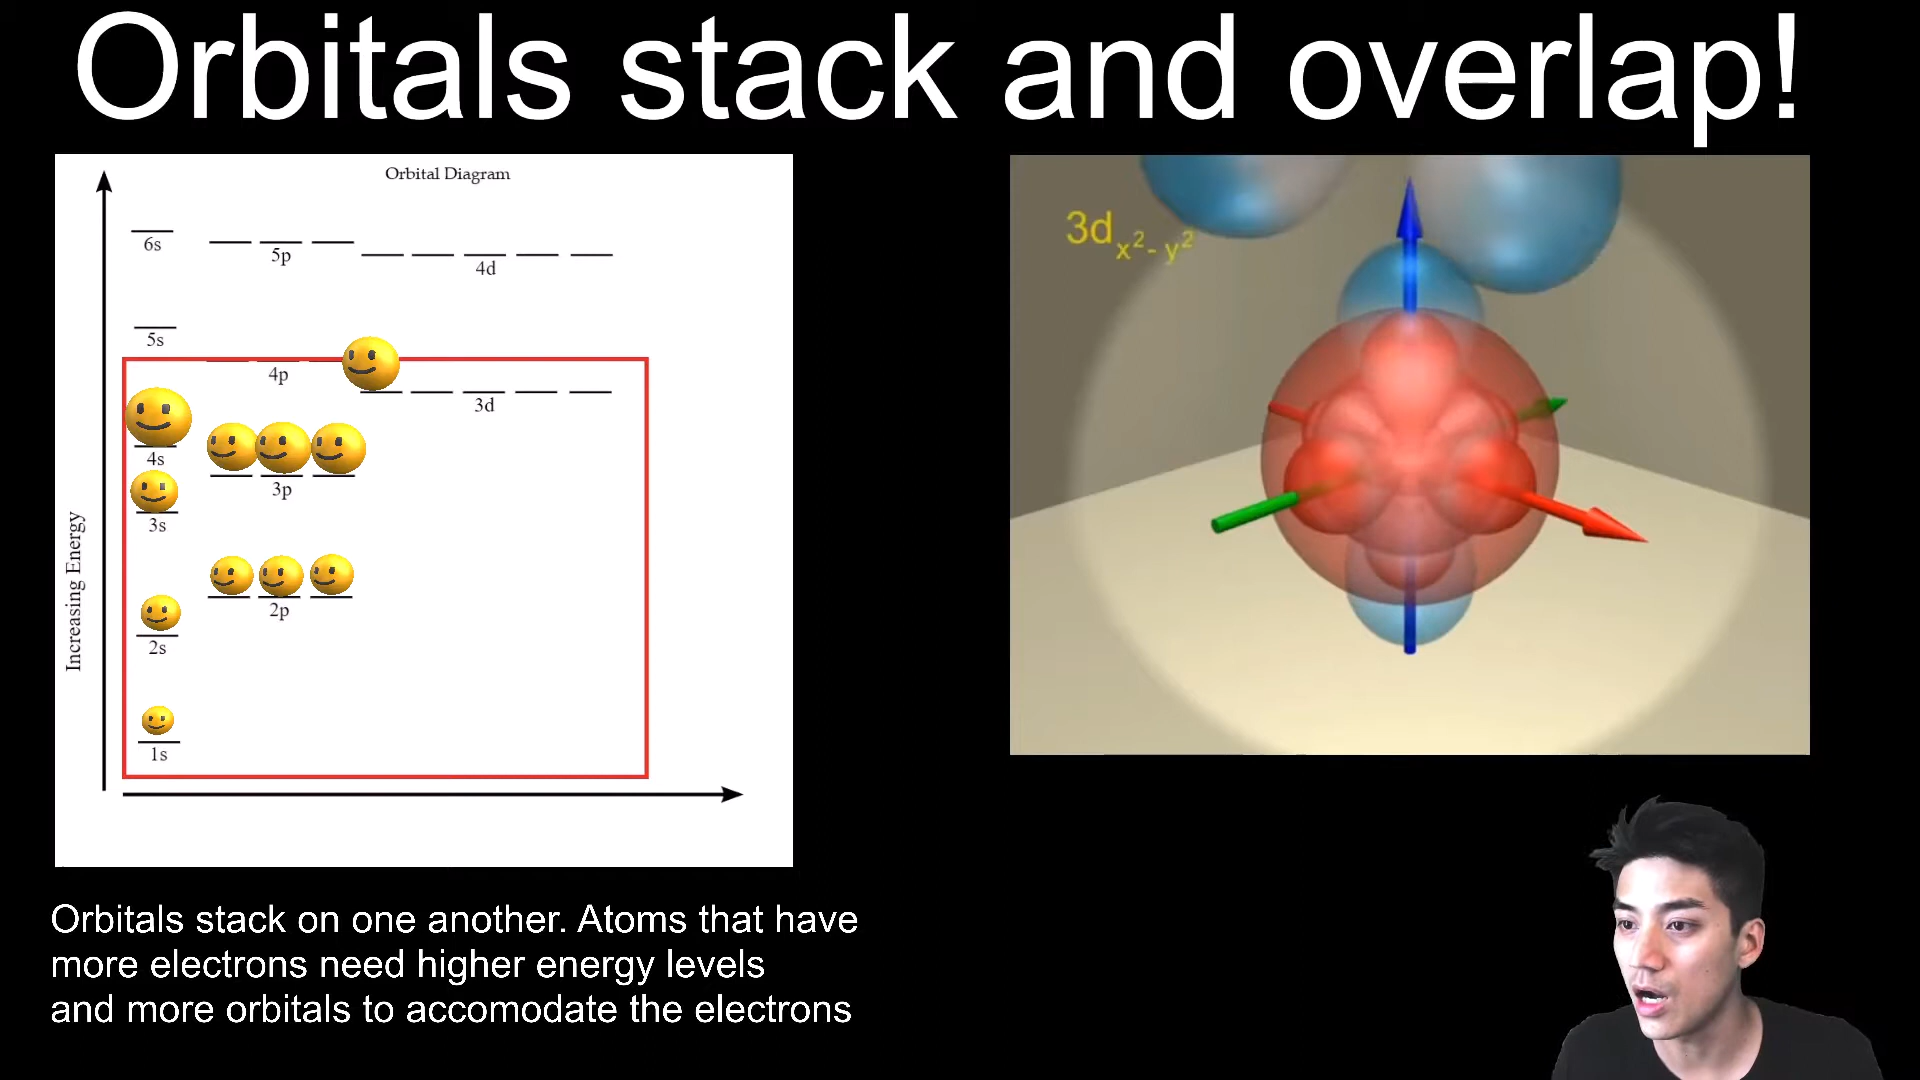 Orbitals stack and overlap!
Orbital Diagram
6s
5p
4d
5s
4p
3d
4s
3p
3s
2p
2s
1s
Increasing Energy
3dx²- y²
Orbitals stack on one another. Atoms that have
more electrons need higher energy levels
and more orbitals to accomodate the electrons